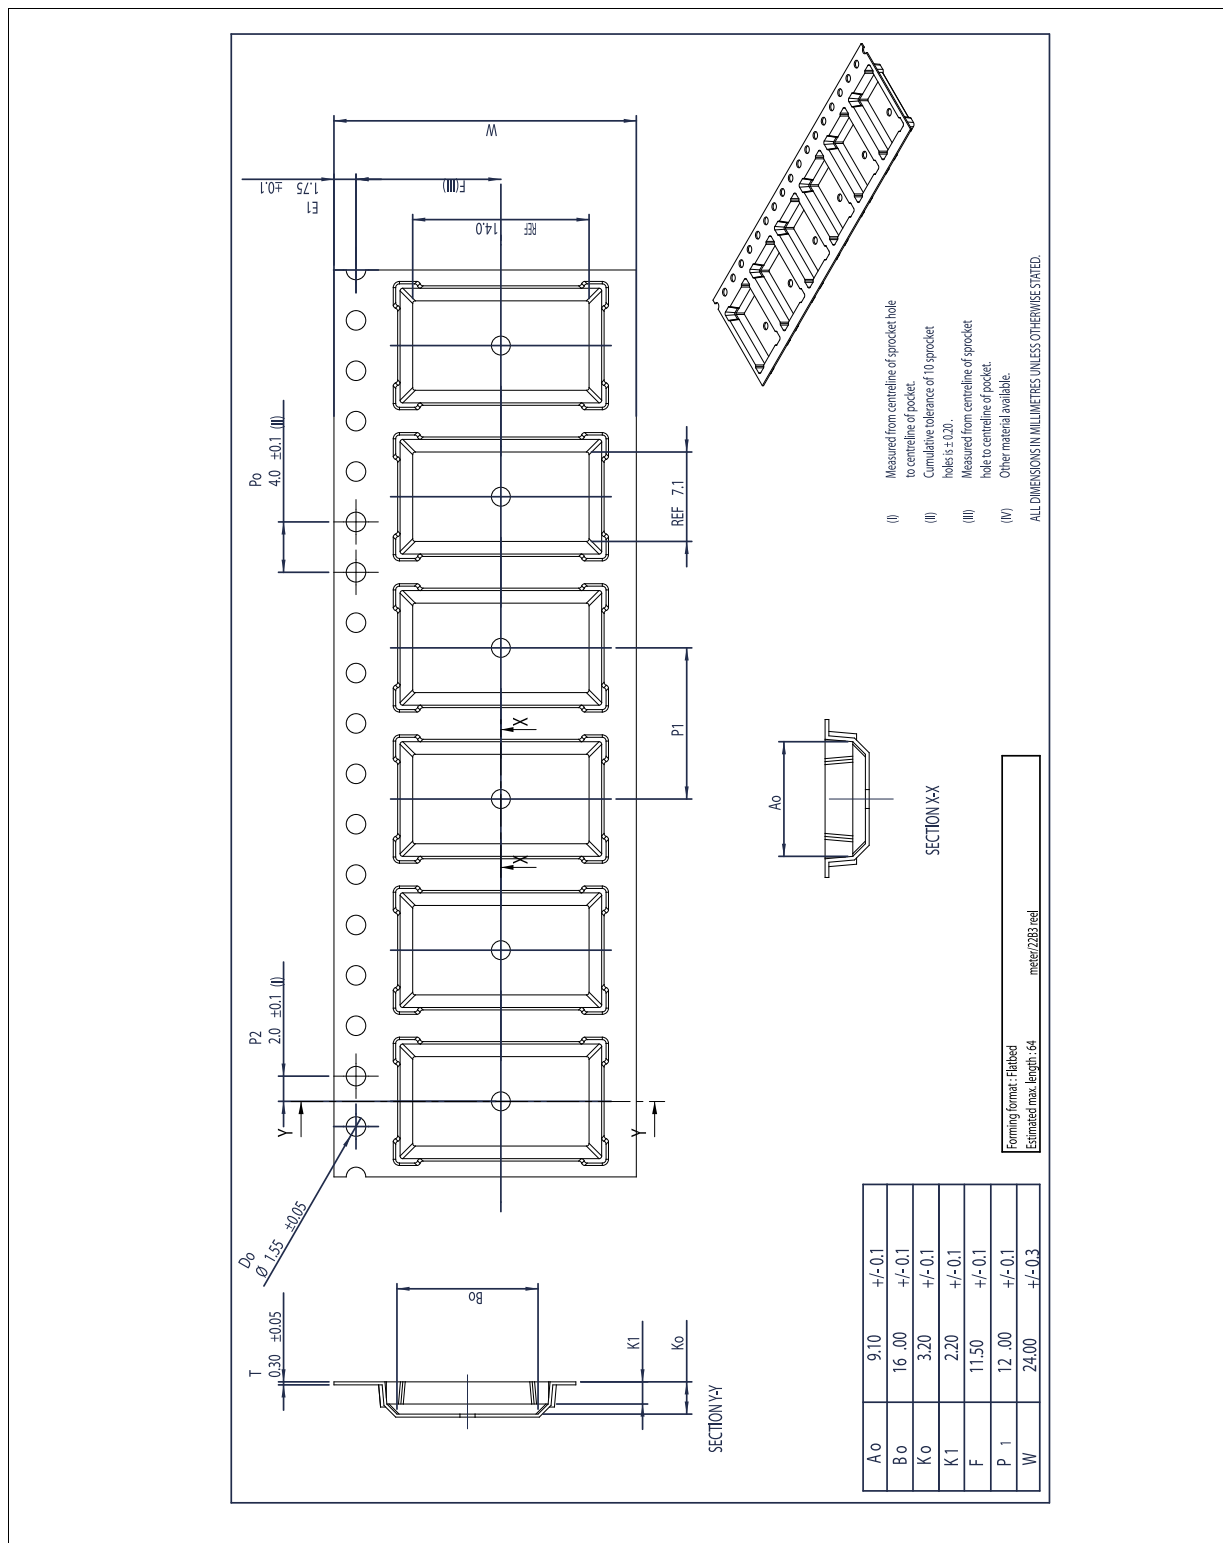 T
0.30 ±0.05
Do
Ø 1.55 ±0.05
P2
2.0 ±0.1 (I)
Po
4.0 ±0.1 (II)
E1
1.75 ±0.1
F(III)
W
REF 14.0
REF 7.1
P1
X
X
Y
Y
Bo
K1
Ko
SECTION Y-Y
Ao
SECTION X-X
(I) Measured from centreline of sprocket hole
to centreline of pocket.
(II) Cumulative tolerance of 10 sprocket
holes is ± 0.20 .
(III) Measured from centreline of sprocket
hole to centreline of pocket.
(IV) Other material available.
ALL DIMENSIONS IN MILLIMETRES UNLESS OTHERWISE STATED.
A o 9.10 +/- 0.1
B o 16 .00 +/- 0.1
K o 3.20 +/- 0.1
K 1 2.20 +/- 0.1
F 11.50 +/- 0.1
P 1 12 .00 +/- 0.1
W 24.00 +/- 0.3
Forming format : Flatbed
Estimated max. length : 64 meter/22B3 reel